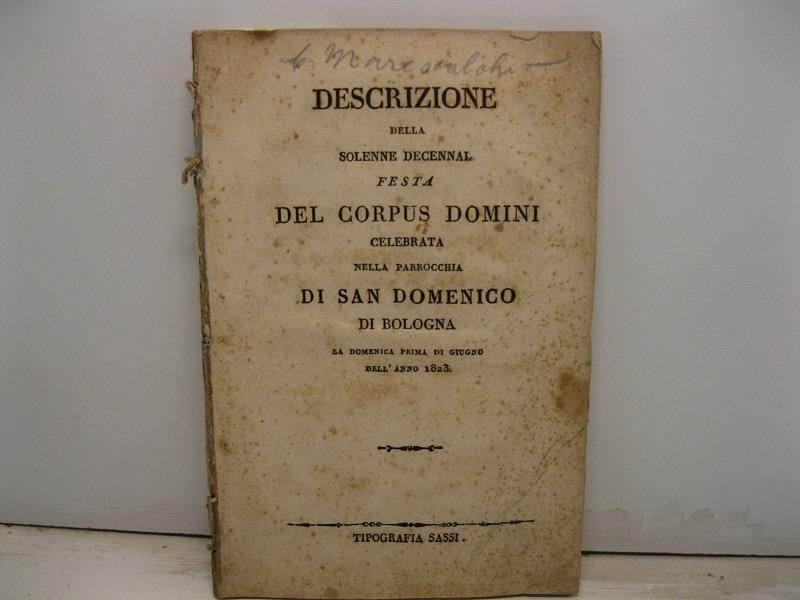 Marescalchi
DESCRIZIONE
DELLA
SOLENNE DECENNAL
FESTA
DEL CORPUS DOMINI
CELEBRATA
NELLA PARROCCHIA
DI SAN DOMENICO
DI BOLOGNA
LA DOMENICA PRIMA DI GIUGNO
DELL' ANNO 1823.
TIPOGRAFIA SASSI.